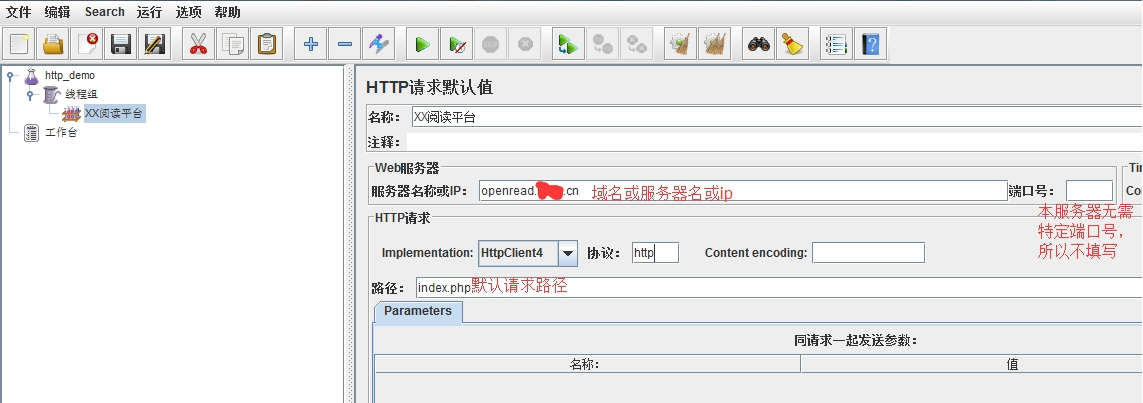 文件 编辑 Search 运行 选项 帮助
http_demo
线程组
XX阅读平台
工作台
HTTP请求默认值
名称： XX阅读平台
注释：
Web服务器
服务器名称或IP： openread. .cn 域名或服务器名或ip 端口号：
本服务器无需
特定端口号，
所以不填写
Tim
Co
HTTP请求
Implementation: HttpClient4 协议： http Content encoding:
路径： index.php默认请求路径
Parameters
同请求一起发送参数：
名称： 值